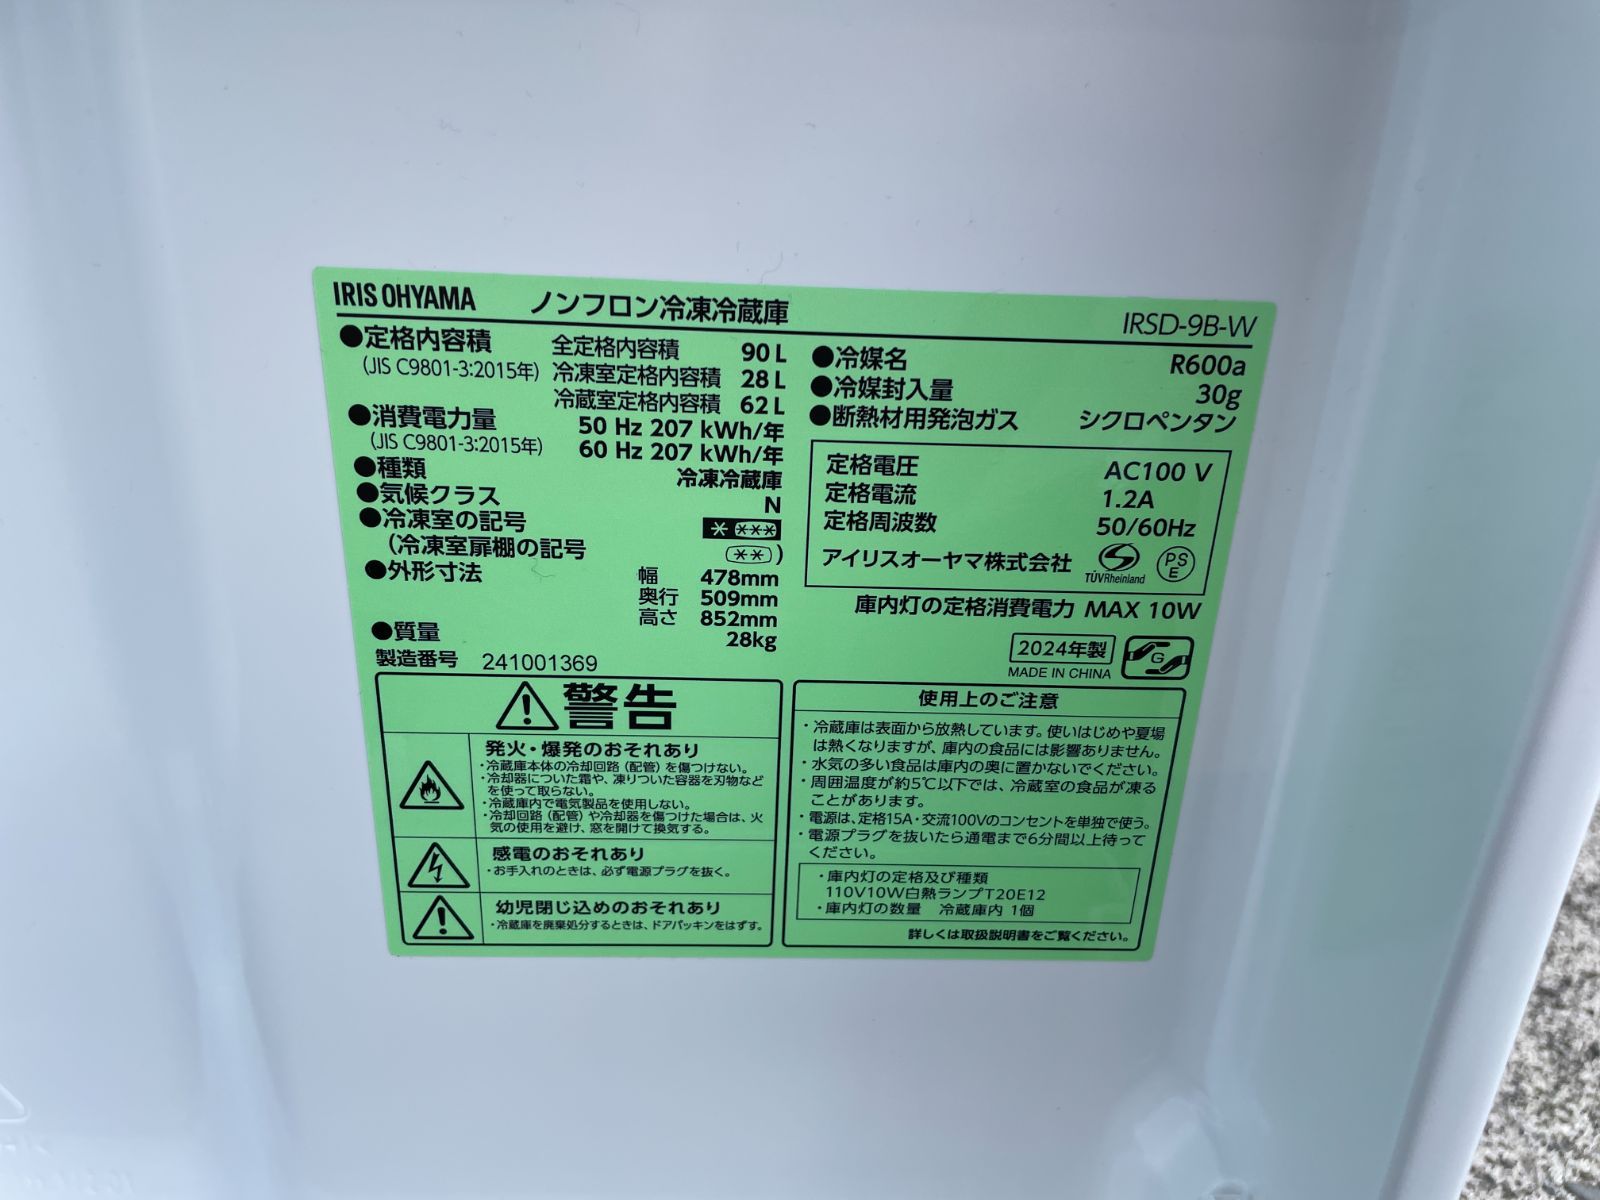 IRIS OHYAMA ノンフロン冷凍冷蔵庫 IRSD-9B-W
●定格内容積 全定格内容積 90 L
(JIS C9801-3:2015年) 冷凍室定格内容積 28 L
冷蔵室定格内容積 62 L
●消費電力量 50 Hz 207 kWh/年
(JIS C9801-3:2015年) 60 Hz 207 kWh/年
●種類 冷凍冷蔵庫
●気候クラス N
●冷凍室の記号 * ***
(冷凍室扉棚の記号 (**))
●外形寸法 幅 478mm
奥行 509mm
高さ 852mm
●質量 28kg
製造番号 241001369
●冷媒名 R600a
●冷媒封入量 30g
●断熱材用発泡ガス シクロペンタン
定格電圧 AC100 V
定格電流 1.2A
定格周波数 50/60Hz
アイリスオーヤマ株式会社 TÜVRheinland PSE
庫内灯の定格消費電力 MAX 10W
2024年製
MADE IN CHINA
G
警告
発火・爆発のおそれあり
・冷蔵庫本体の冷却回路(配管)を傷つけない。
・冷却器についた霜や、凍りついた容器を刃物など
を使って取らない。
・冷蔵庫内で電気製品を使用しない。
・冷却回路(配管)や冷却器を傷つけた場合は、火
気の使用を避け、窓を開けて換気する。
感電のおそれあり
・お手入れのときは、必ず電源プラグを抜く。
幼児閉じ込めのおそれあり
・冷蔵庫を廃棄処分するときは、ドアパッキンをはずす。
使用上のご注意
・冷蔵庫は表面から放熱しています。使いはじめや夏場
は熱くなりますが、庫内の食品には影響ありません。
・水気の多い食品は庫内の奥に置かないでください。
・周囲温度が約5℃以下では、冷蔵室の食品が凍る
ことがあります。
・電源は、定格15A・交流100Vのコンセントを単独で使う。
・電源プラグを抜いたら通電まで6分間以上待って
ください。
・庫内灯の定格及び種類
110V10W白熱ランプT20E12
・庫内灯の数量 冷蔵庫内 1個
詳しくは取扱説明書をご覧ください。